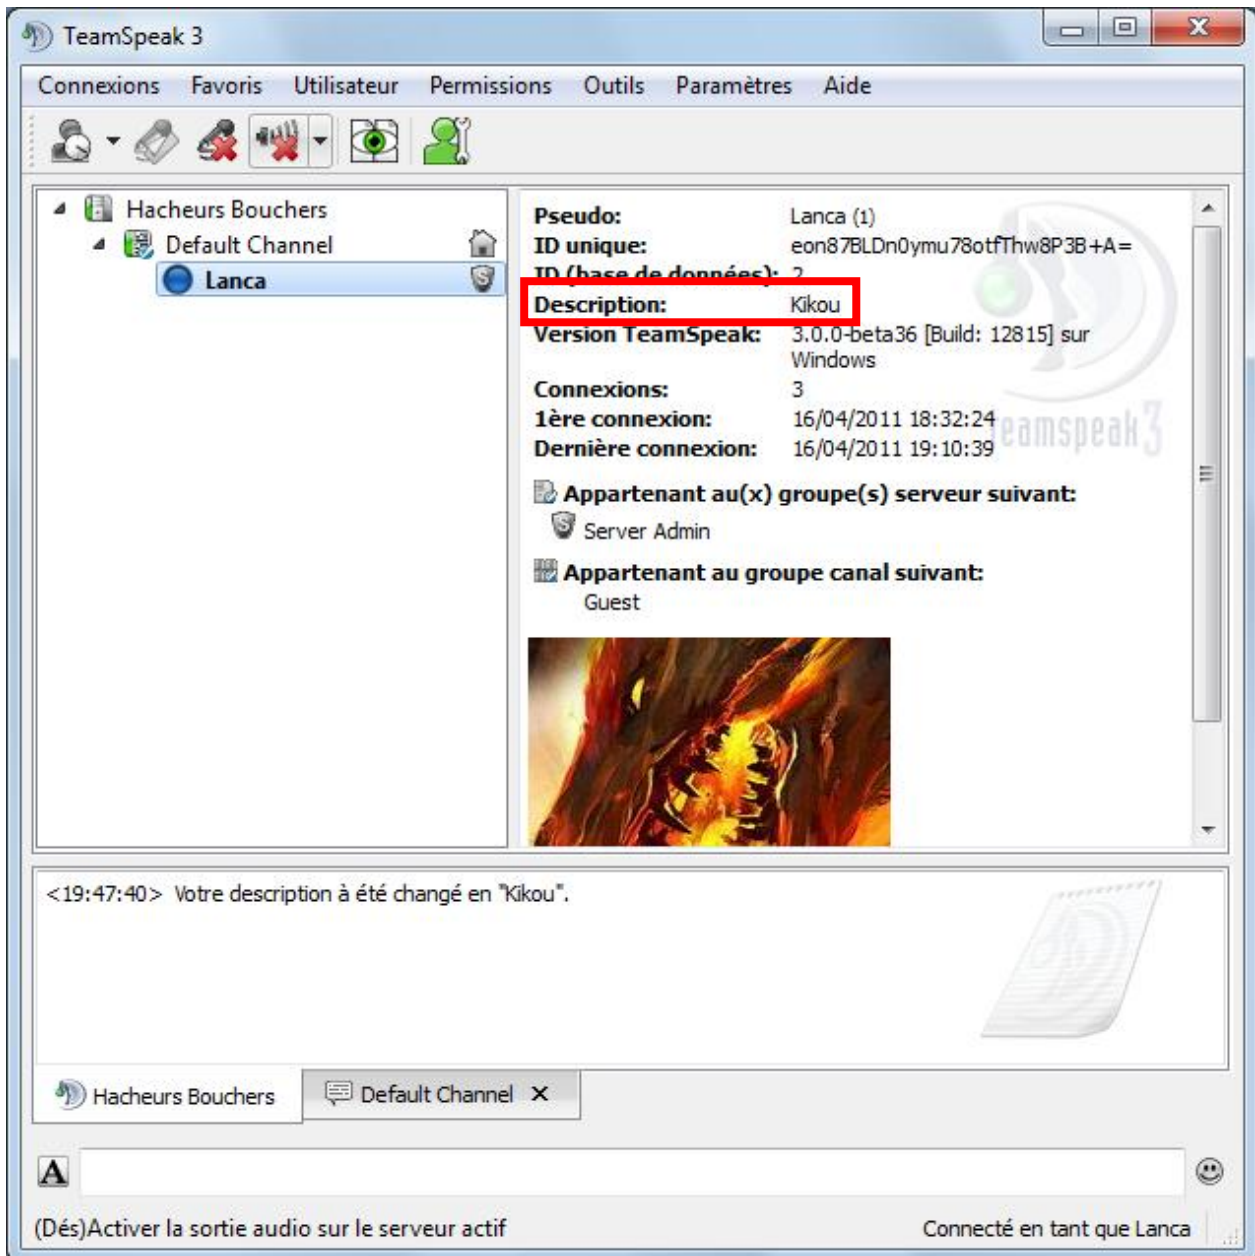 TeamSpeak 3
Connexions Favoris Utilisateur Permissions Outils Paramètres Aide
Hacheurs Bouchers
Default Channel
Lanca
Pseudo: Lanca (1)
ID unique: eon87BLDn0ymu78otfThw8P3B+A=
ID (base de données): 2
Description: Kikou
Version TeamSpeak: 3.0.0-beta36 [Build: 12815] sur
Windows
Connexions: 3
1ère connexion: 16/04/2011 18:32:24
Dernière connexion: 16/04/2011 19:10:39
teamspeak 3
Appartenant au(x) groupe(s) serveur suivant:
Server Admin
Appartenant au groupe canal suivant:
Guest
<19:47:40> Votre description à été changé en "Kikou".
Hacheurs Bouchers Default Channel
A
(Dés)Activer la sortie audio sur le serveur actif Connecté en tant que Lanca